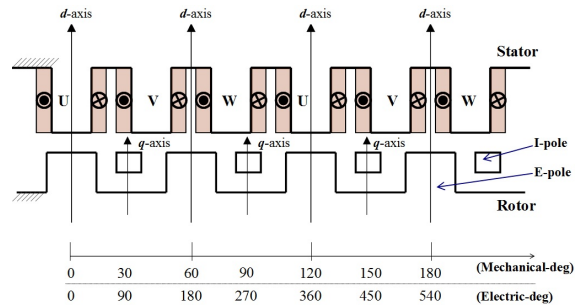 d-axis d-axis d-axis d-axis
Stator
U V W U V W
q-axis q-axis q-axis
I-pole
E-pole
Rotor
0 30 60 90 120 150 180 (Mechanical-deg)
0 90 180 270 360 450 540 (Electric-deg)